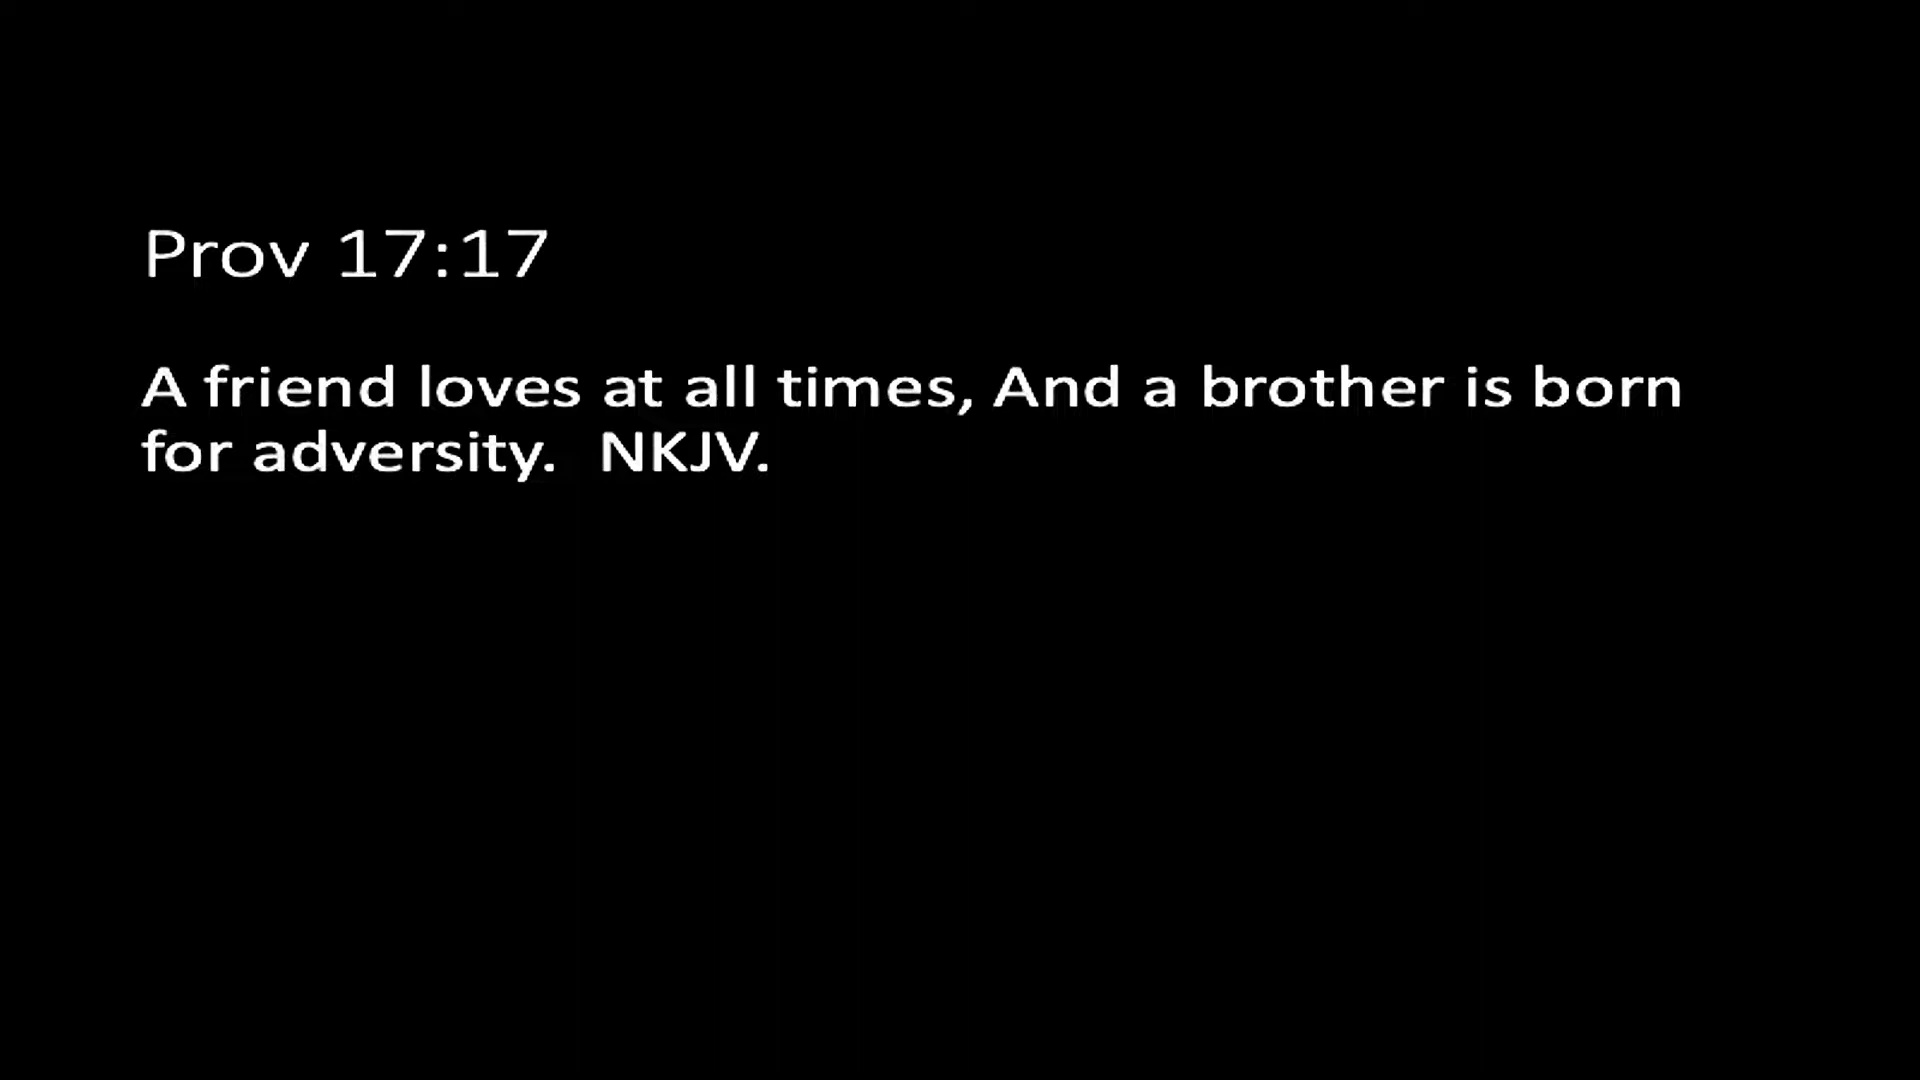 Prov 17:17
A friend loves at all times, And a brother is born
for adversity.  NKJV.